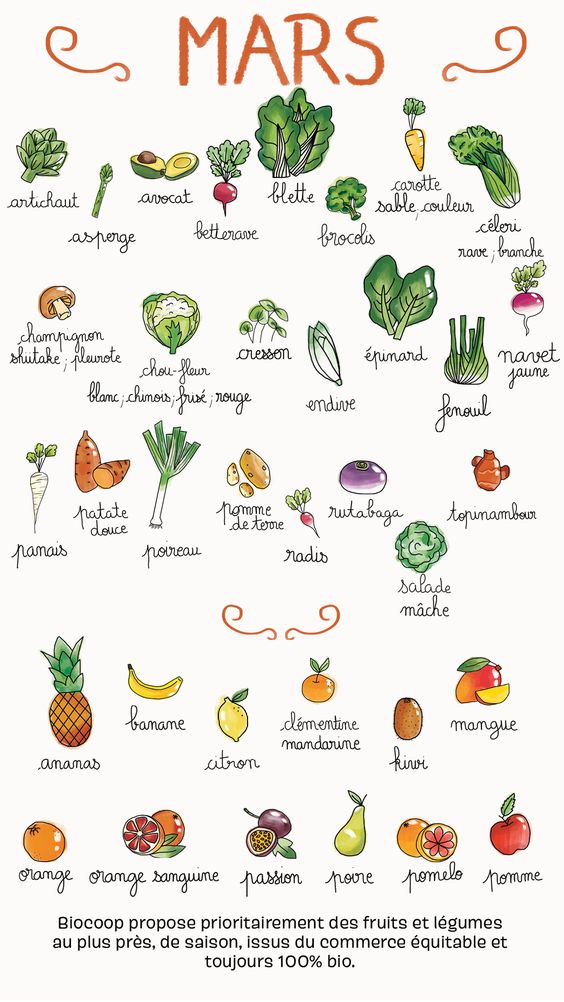 MARS
artichaut
asperge
avocat
betterave
blette
brocolis
carotte
sable, couleur
céleri
rave ; branche
champignon
shiitake ; pleurote
chou-fleur
blanc ; chinois ; frisé ; rouge
cresson
endive
épinard
fenouil
navet
jaune
panais
patate
douce
poireau
pomme
de terre
radis
rutabaga
salade
mâche
topinambour
ananas
banane
citron
clémentine
mandarine
kiwi
mangue
orange
orange sanguine
passion
poire
pomelo
pomme
Biocoop propose prioritairement des fruits et légumes
au plus près, de saison, issus du commerce équitable et
toujours 100% bio.